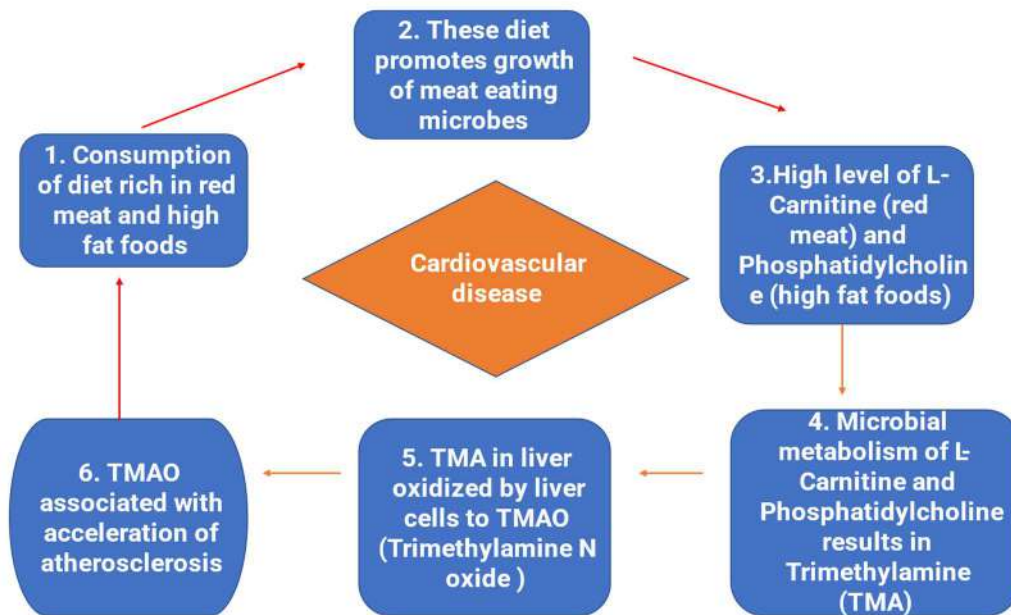 1. Consumption
of diet rich in red
meat and high
fat foods
2. These diet
promotes growth
of meat eating
microbes
3.High level of L-
Carnitine (red
meat) and
Phosphatidylcholin
e (high fat foods)
4. Microbial
metabolism of L-
Carnitine and
Phosphatidylcholine
results in
Trimethylamine
(TMA)
5. TMA in liver
oxidized by liver
cells to TMAO
(Trimethylamine N
oxide )
6. TMAO
associated with
acceleration of
atherosclerosis
Cardiovascular
disease